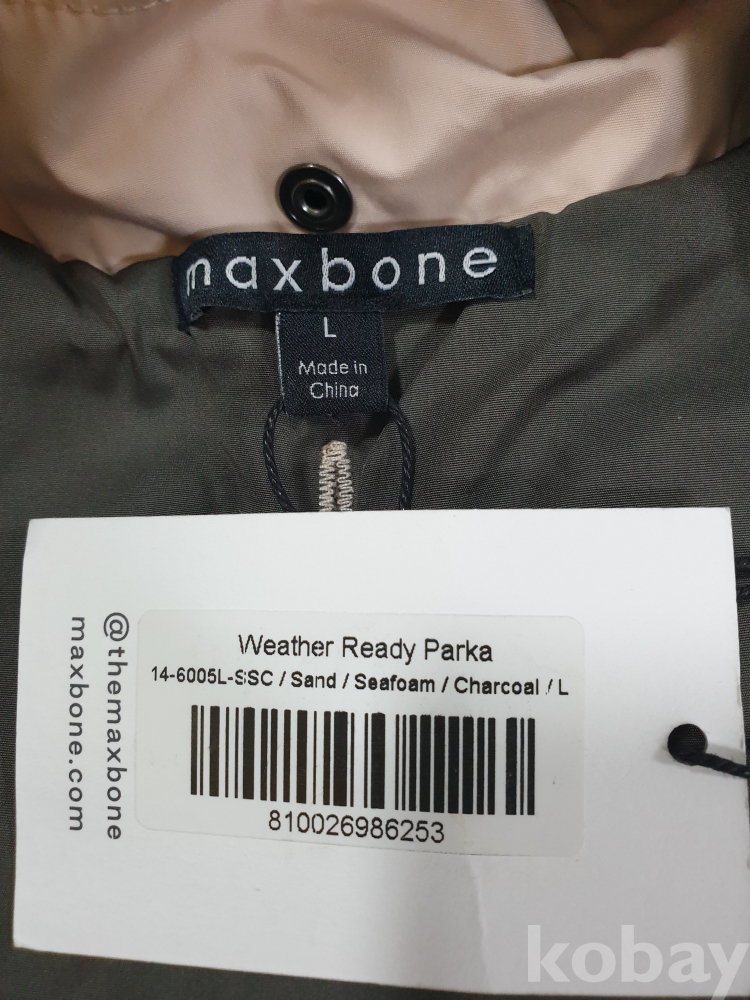 maxbone
L
Made in
China
@themaxbone
maxbone.com
Weather Ready Parka
14-6005L-SSC / Sand / Seafoam / Charcoal / L
810026986253
kobay